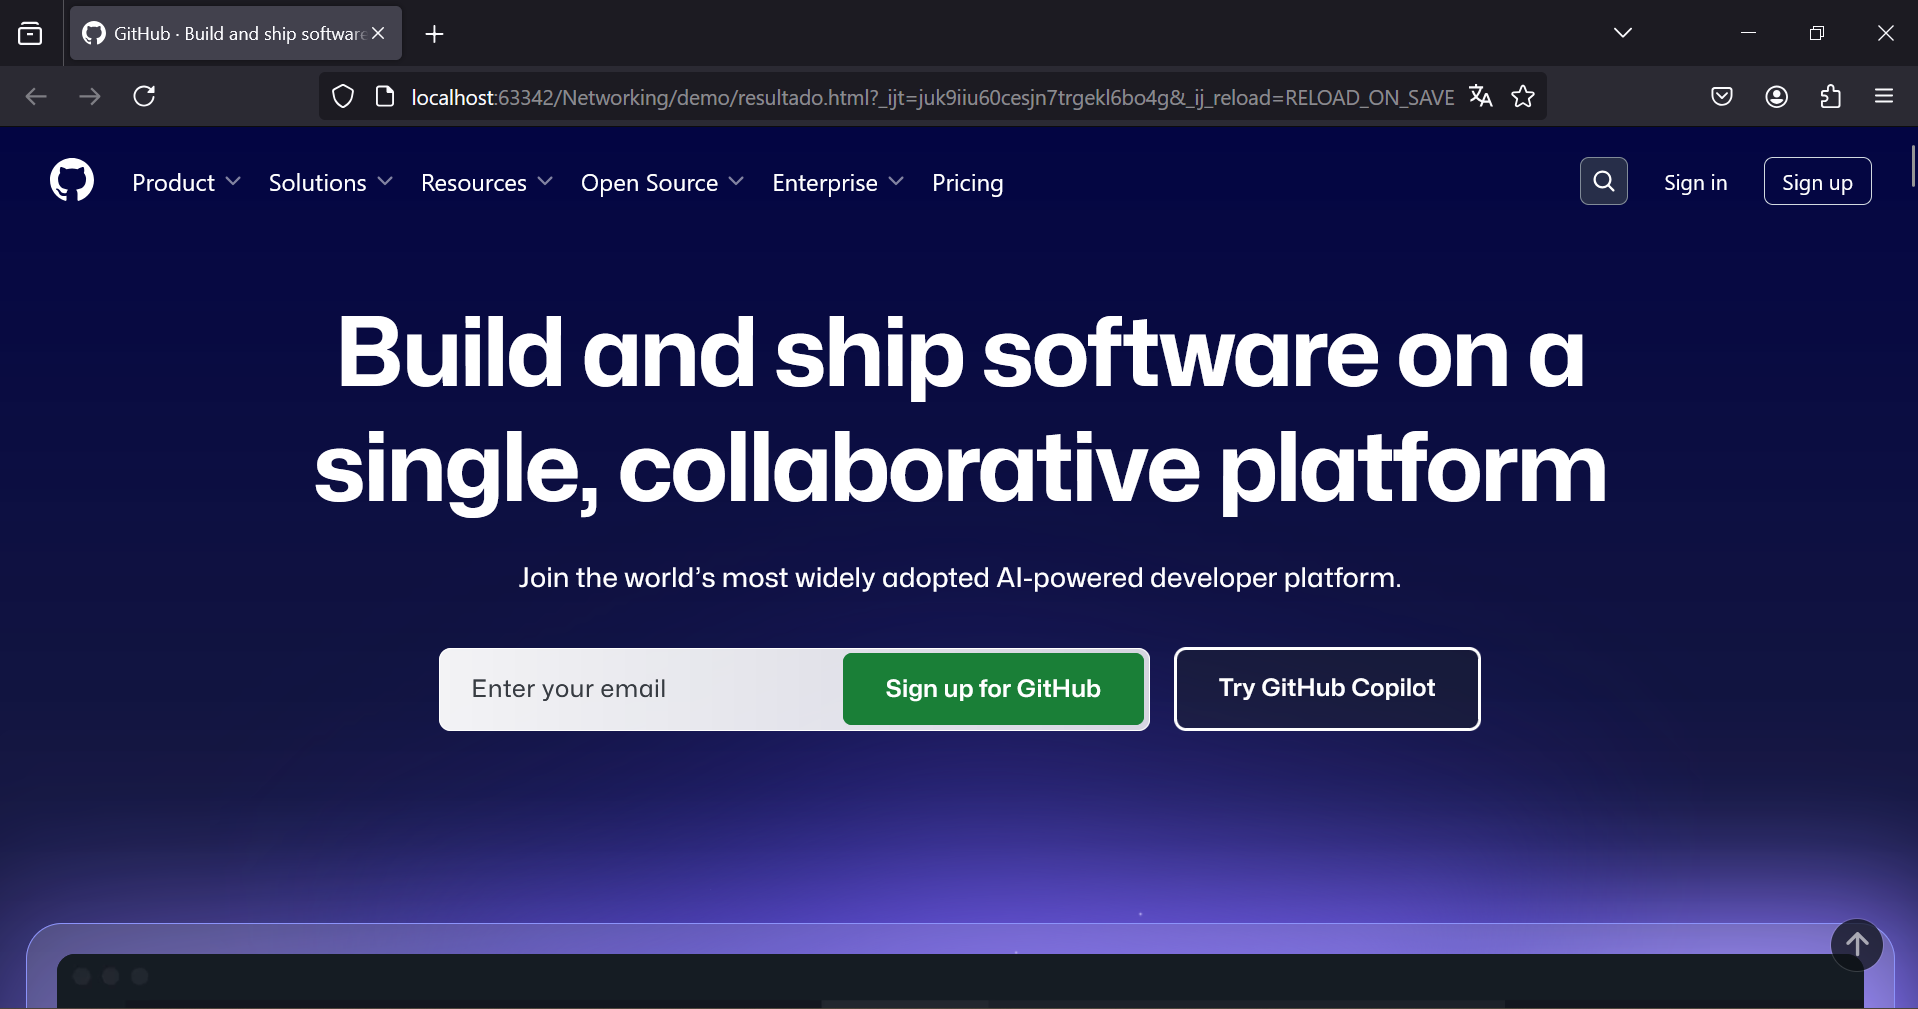 GitHub · Build and ship software
localhost:63342/Networking/demo/resultado.html?_ijt=juk9iiu60cesjn7trgekl6bo4g&_ij_reload=RELOAD_ON_SAVE
Product Solutions Resources Open Source Enterprise Pricing Sign in Sign up
Build and ship software on a
single, collaborative platform
Join the world’s most widely adopted AI-powered developer platform.
Enter your email Sign up for GitHub Try GitHub Copilot